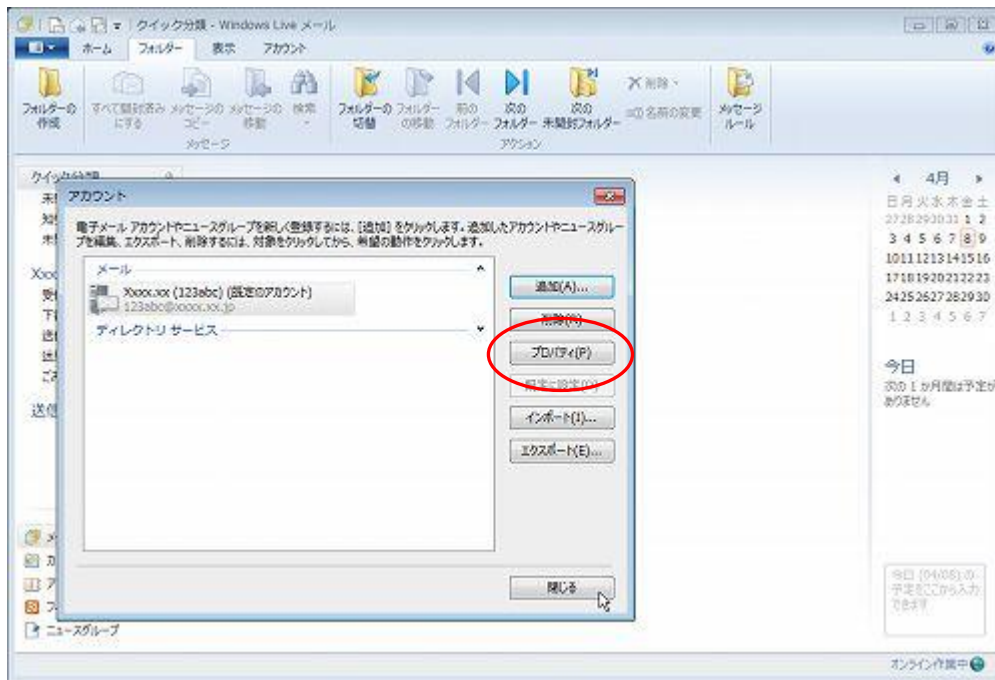 クイック分類 - Windows Live メール
ホーム フォルダー 表示 アカウント
フォルダーの作成
すべて開封済みにする
メッセージのコピー
メッセージの移動
検索
メッセージ
フォルダーの切替
フォルダーの移動
前のフォルダー
次のフォルダー
次の未開封フォルダー
削除
名前の変更
アクション
メッセージルール
クイック分類
アカウント
電子メール アカウントやニュースグループを新しく登録するには、[追加] をクリックします。追加したアカウントやニュースグルー
プを編集、エクスポート、削除するには、対象をクリックしてから、希望の動作をクリックします。
メール
Xxxx.xx (123abc) (既定のアカウント)
123abc@xxxx.xx.jp
ディレクトリ サービス
追加(A)...
削除(R)
プロパティ(P)
既定に設定(D)
インポート(I)...
エクスポート(E)...
閉じる
ニュースグループ
4月
日 月 火 水 木 金 土
27 28 29 30 31 1 2
3 4 5 6 7 8 9
10 11 12 13 14 15 16
17 18 19 20 21 22 23
24 25 26 27 28 29 30
1 2 3 4 5 6 7
今日
次の 1 か月間は予定が
ありません
今日 (04/08) の
予定をここから入力
できます
オンライン作業中